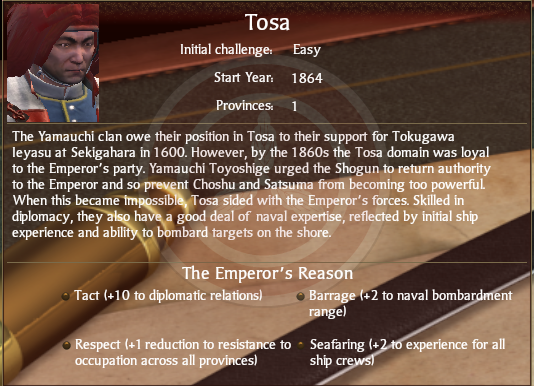 Tosa
Initial challenge: Easy
Start Year: 1864
Provinces: 1
The Yamauchi clan owe their position in Tosa to their support for Tokugawa
Ieyasu at Sekigahara in 1600. However, by the 1860s the Tosa domain was loyal
to the Emperor's party. Yamauchi Toyoshige urged the Shogun to return authority
to the Emperor and so prevent Choshu and Satsuma from becoming too powerful.
When this became impossible, Tosa sided with the Emperor's forces. Skilled in
diplomacy, they also have a good deal of naval expertise, reflected by initial ship
experience and ability to bombard targets on the shore.
The Emperor's Reason
Tact (+10 to diplomatic relations)
Barrage (+2 to naval bombardment
range)
Respect (+1 reduction to resistance to
occupation across all provinces)
Seafaring (+2 to experience for all
ship crews)